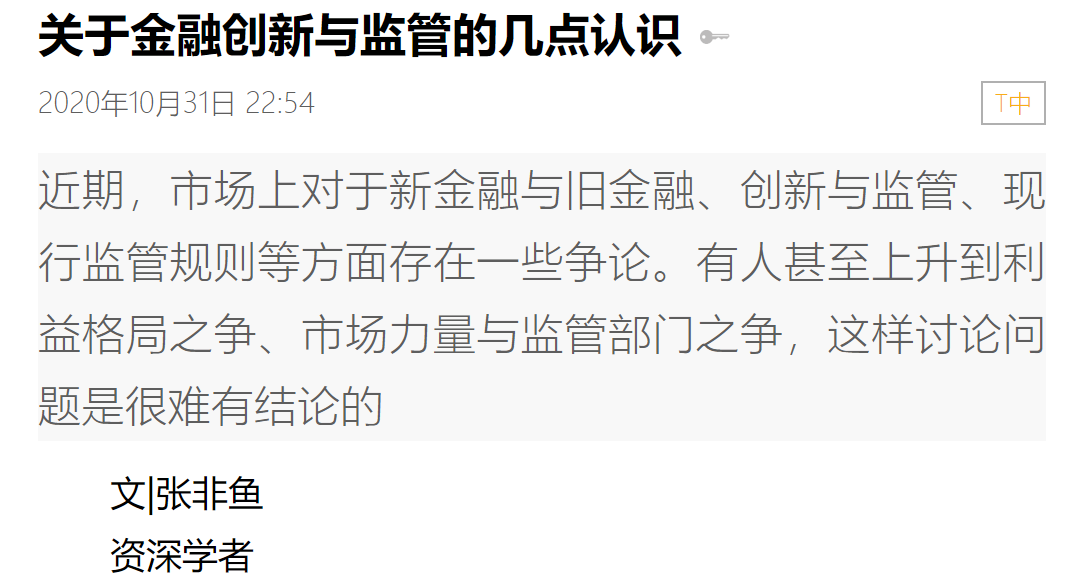 关于金融创新与监管的几点认识
2020年10月31日 22:54
T中
近期，市场上对于新金融与旧金融、创新与监管、现
行监管规则等方面存在一些争论。有人甚至上升到利
益格局之争、市场力量与监管部门之争，这样讨论问
题是很难有结论的
文|张非鱼
资深学者